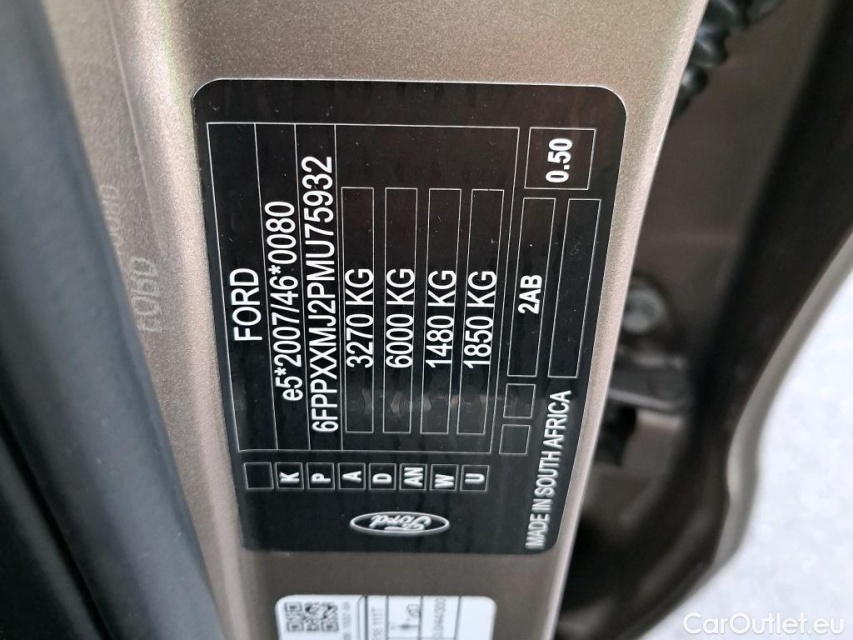 FORD
e5*2007/46*0080
6FPPXXMJ2PMU75932
3270 KG
6000 KG
1480 KG
1850 KG
2AB
0.50
K P A D AN W U
Ford
MADE IN SOUTH AFRICA
CarOutlet.eu